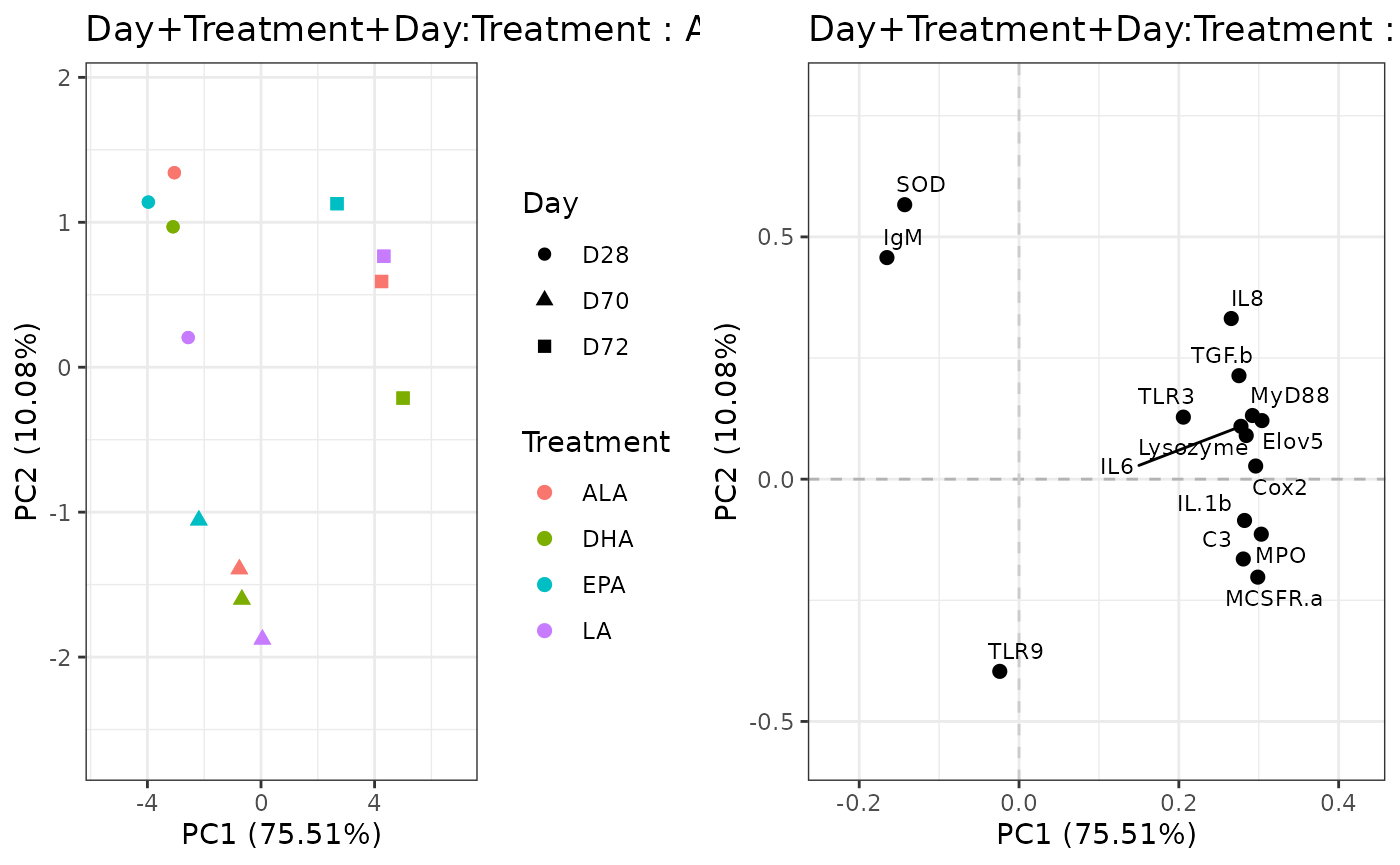 Day+Treatment+Day:Treatment : A
2
1
0
-1
-2
PC2 (10.08%)
-4
0
4
PC1 (75.51%)
Day
D28
D70
D72
Treatment
ALA
DHA
EPA
LA
Day+Treatment+Day:Treatment :
0.5
0.0
-0.5
PC2 (10.08%)
SOD
IgM
IL8
TGF.b
TLR3
MyD88
Lysozyme
Elov5
IL6
Cox2
IL.1b
C3
MPO
MCSFR.a
TLR9
-0.2
0.0
0.2
0.4
PC1 (75.51%)